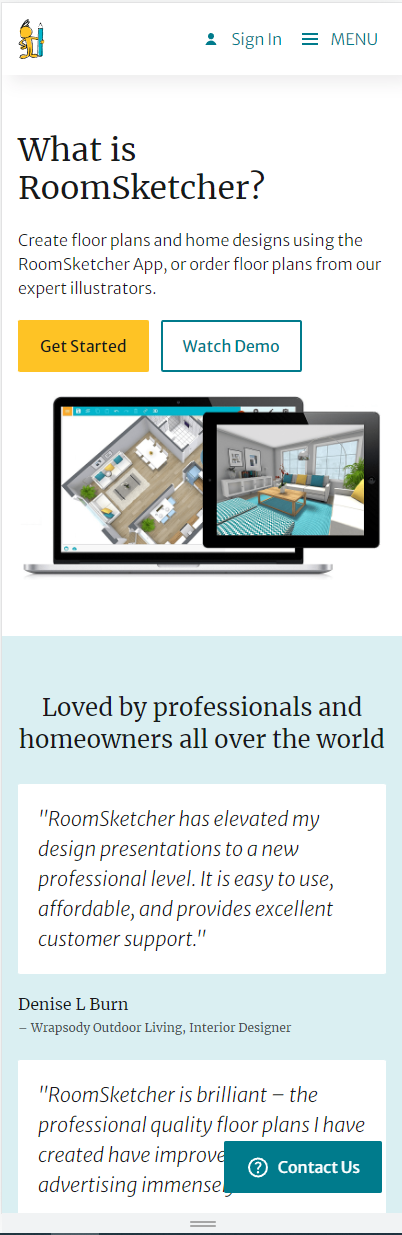 Sign In
MENU
What is
RoomSketcher?
Create floor plans and home designs using the
RoomSketcher App, or order floor plans from our
expert illustrators.
Get Started
Watch Demo
Loved by professionals and
homeowners all over the world
"RoomSketcher has elevated my
design presentations to a new
professional level. It is easy to use,
affordable, and provides excellent
customer support."
Denise L Burn
– Wrapsody Outdoor Living, Interior Designer
"RoomSketcher is brilliant – the
professional quality floor plans I have
created have
advertising
Contact Us